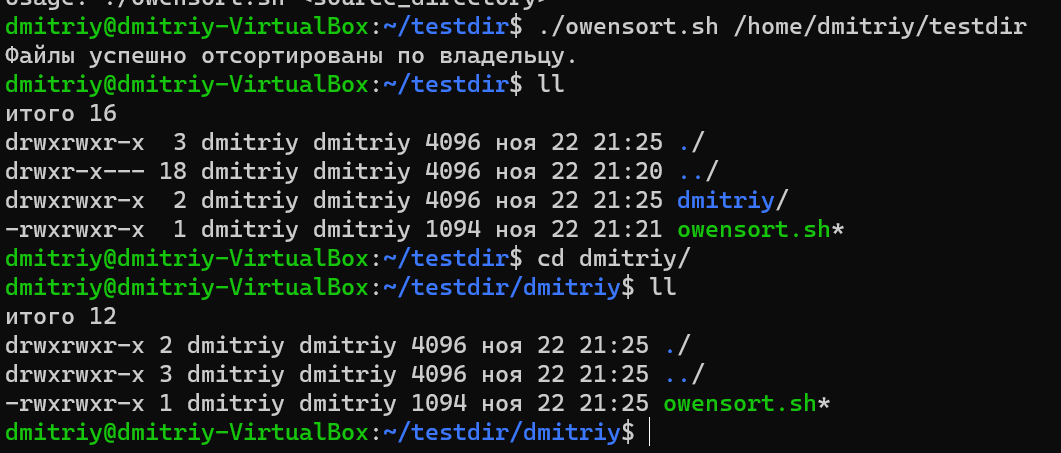 usage: ./owensort.sh <source_directory>
dmitriy@dmitriy-VirtualBox:~/testdir$ ./owensort.sh /home/dmitriy/testdir
Файлы успешно отсортированы по владельцу.
dmitriy@dmitriy-VirtualBox:~/testdir$ ll
итого 16
drwxrwxr-x  3 dmitriy dmitriy 4096 ноя 22 21:25 ./
drwxr-x--- 18 dmitriy dmitriy 4096 ноя 22 21:20 ../
drwxrwxr-x  2 dmitriy dmitriy 4096 ноя 22 21:25 dmitriy/
-rwxrwxr-x  1 dmitriy dmitriy 1094 ноя 22 21:21 owensort.sh*
dmitriy@dmitriy-VirtualBox:~/testdir$ cd dmitriy/
dmitriy@dmitriy-VirtualBox:~/testdir/dmitriy$ ll
итого 12
drwxrwxr-x 2 dmitriy dmitriy 4096 ноя 22 21:25 ./
drwxrwxr-x 3 dmitriy dmitriy 4096 ноя 22 21:25 ../
-rwxrwxr-x 1 dmitriy dmitriy 1094 ноя 22 21:25 owensort.sh*
dmitriy@dmitriy-VirtualBox:~/testdir/dmitriy$